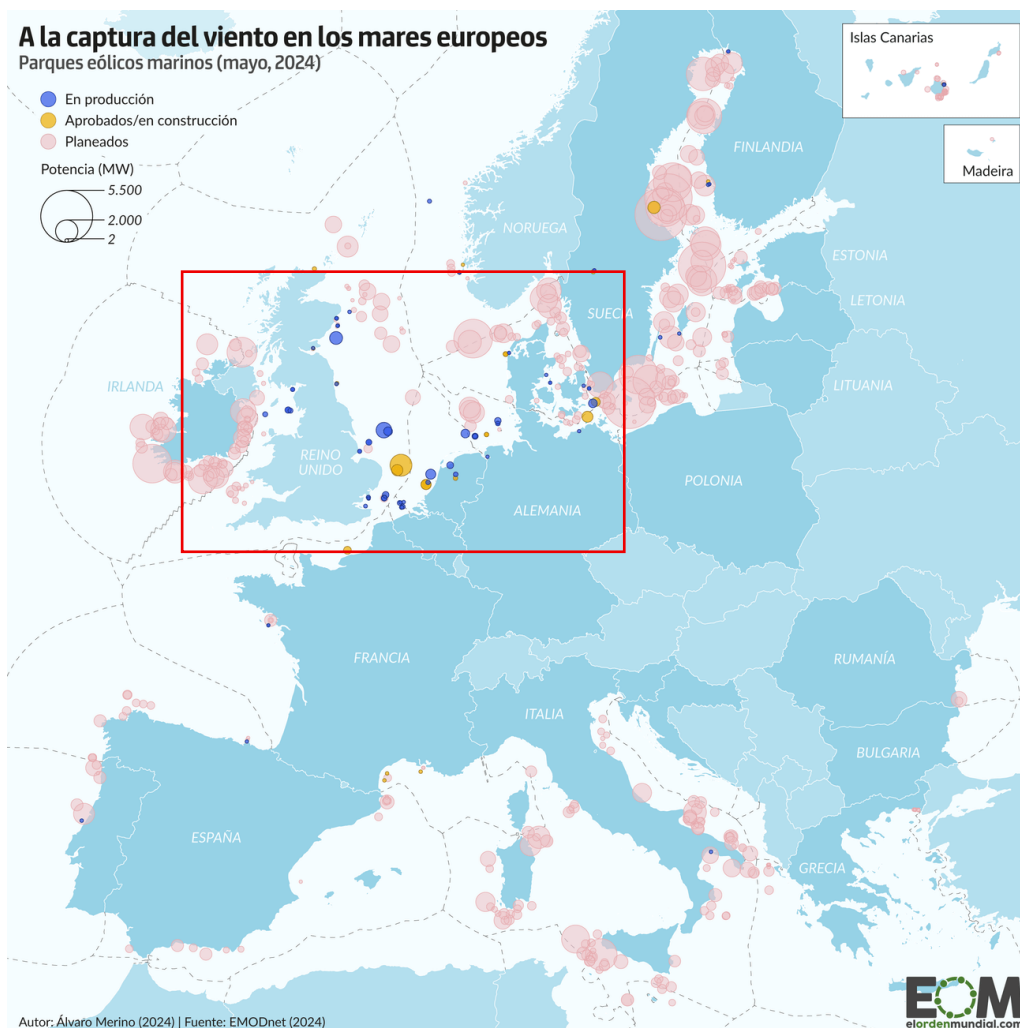 A la captura del viento en los mares europeos
Parques eólicos marinos (mayo, 2024)
En producción
Aprobados/en construcción
Planeados
Potencia (MW)
5.500
2.000
2
Islas Canarias
Madeira
FINLANDIA
NORUEGA
ESTONIA
SUECIA
LETONIA
IRLANDA
LITUANIA
REINO
UNIDO
POLONIA
ALEMANIA
FRANCIA
RUMANÍA
ITALIA
BULGARIA
ESPAÑA
GRECIA
EOM
elordenmundial.com
Autor: Álvaro Merino (2024) | Fuente: EMODnet (2024)